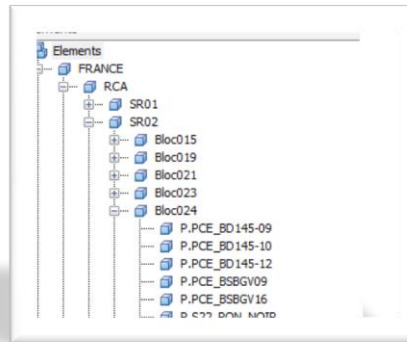 Elements
FRANCE
RCA
SR01
SR02
Bloc015
Bloc019
Bloc021
Bloc023
Bloc024
P.PCE_BD145-09
P.PCE_BD145-10
P.PCE_BD145-12
P.PCE_BSBGV09
P.PCE_BSBGV16